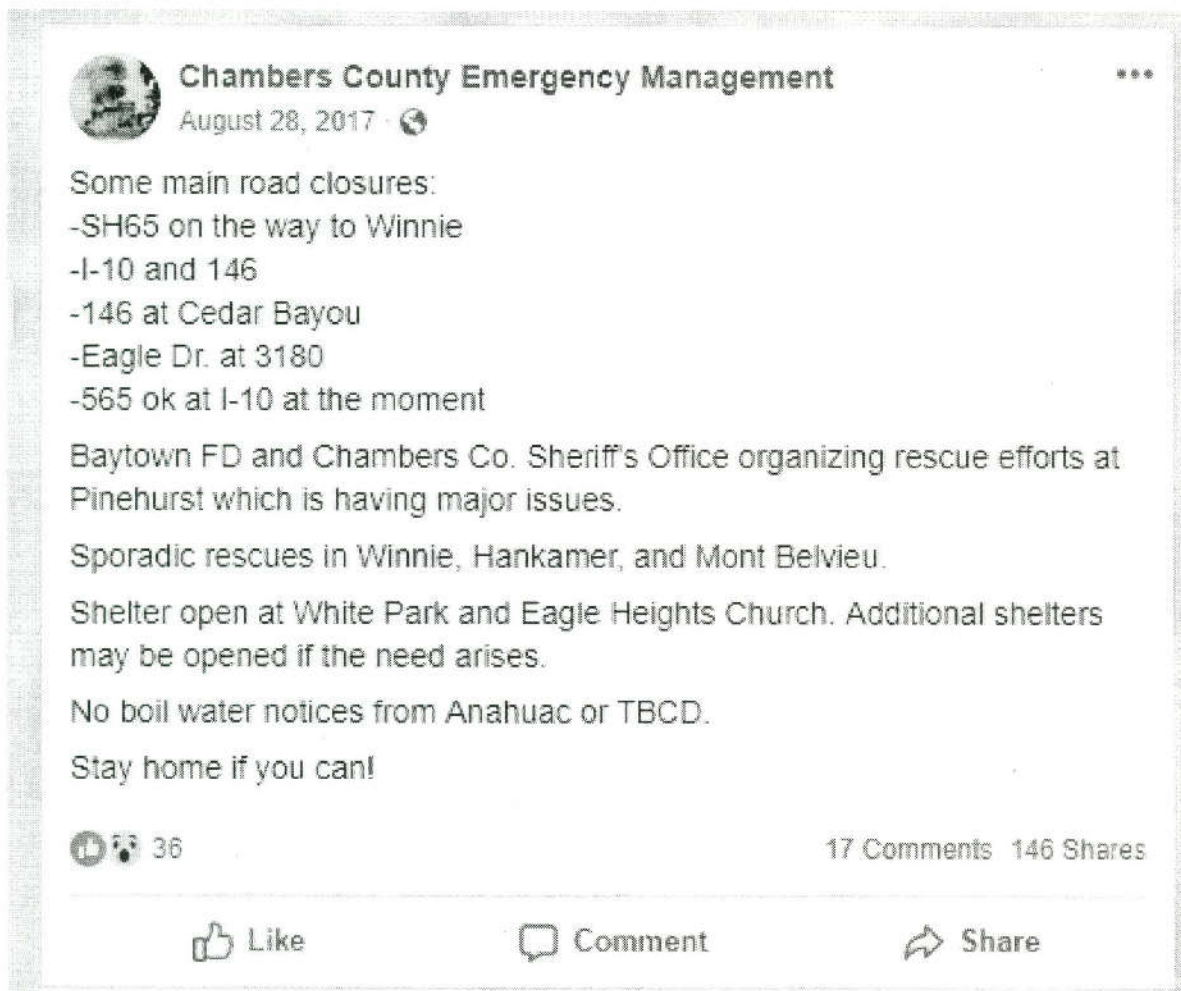 Chambers County Emergency Management
August 28, 2017
Some main road closures:
-SH65 on the way to Winnie
-I-10 and 146
-146 at Cedar Bayou
-Eagle Dr. at 3180
-565 ok at I-10 at the moment
Baytown FD and Chambers Co. Sheriff's Office organizing rescue efforts at
Pinehurst which is having major issues.
Sporadic rescues in Winnie, Hankamer, and Mont Belvieu.
Shelter open at White Park and Eagle Heights Church. Additional shelters
may be opened if the need arises.
No boil water notices from Anahuac or TBCD.
Stay home if you can!
36 17 Comments 146 Shares
Like Comment Share